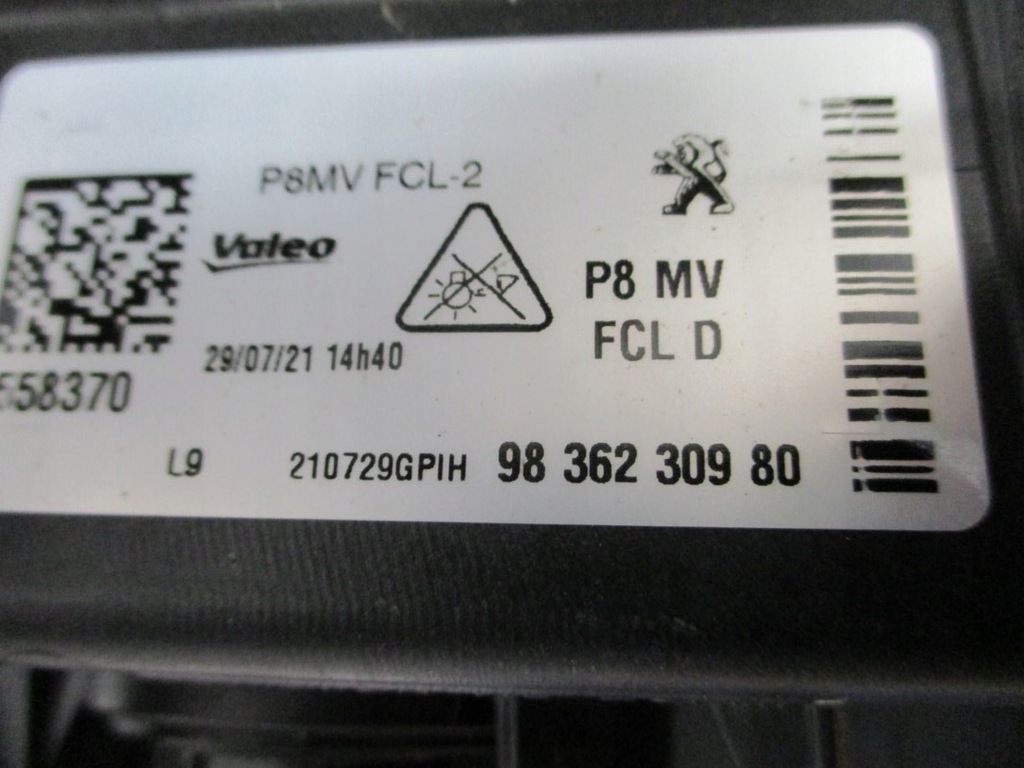 P8MV FCL-2
Valeo
P8 MV
FCL D
29/07/21 14h40
58370
L9
210729GPIH
98 362 309 80